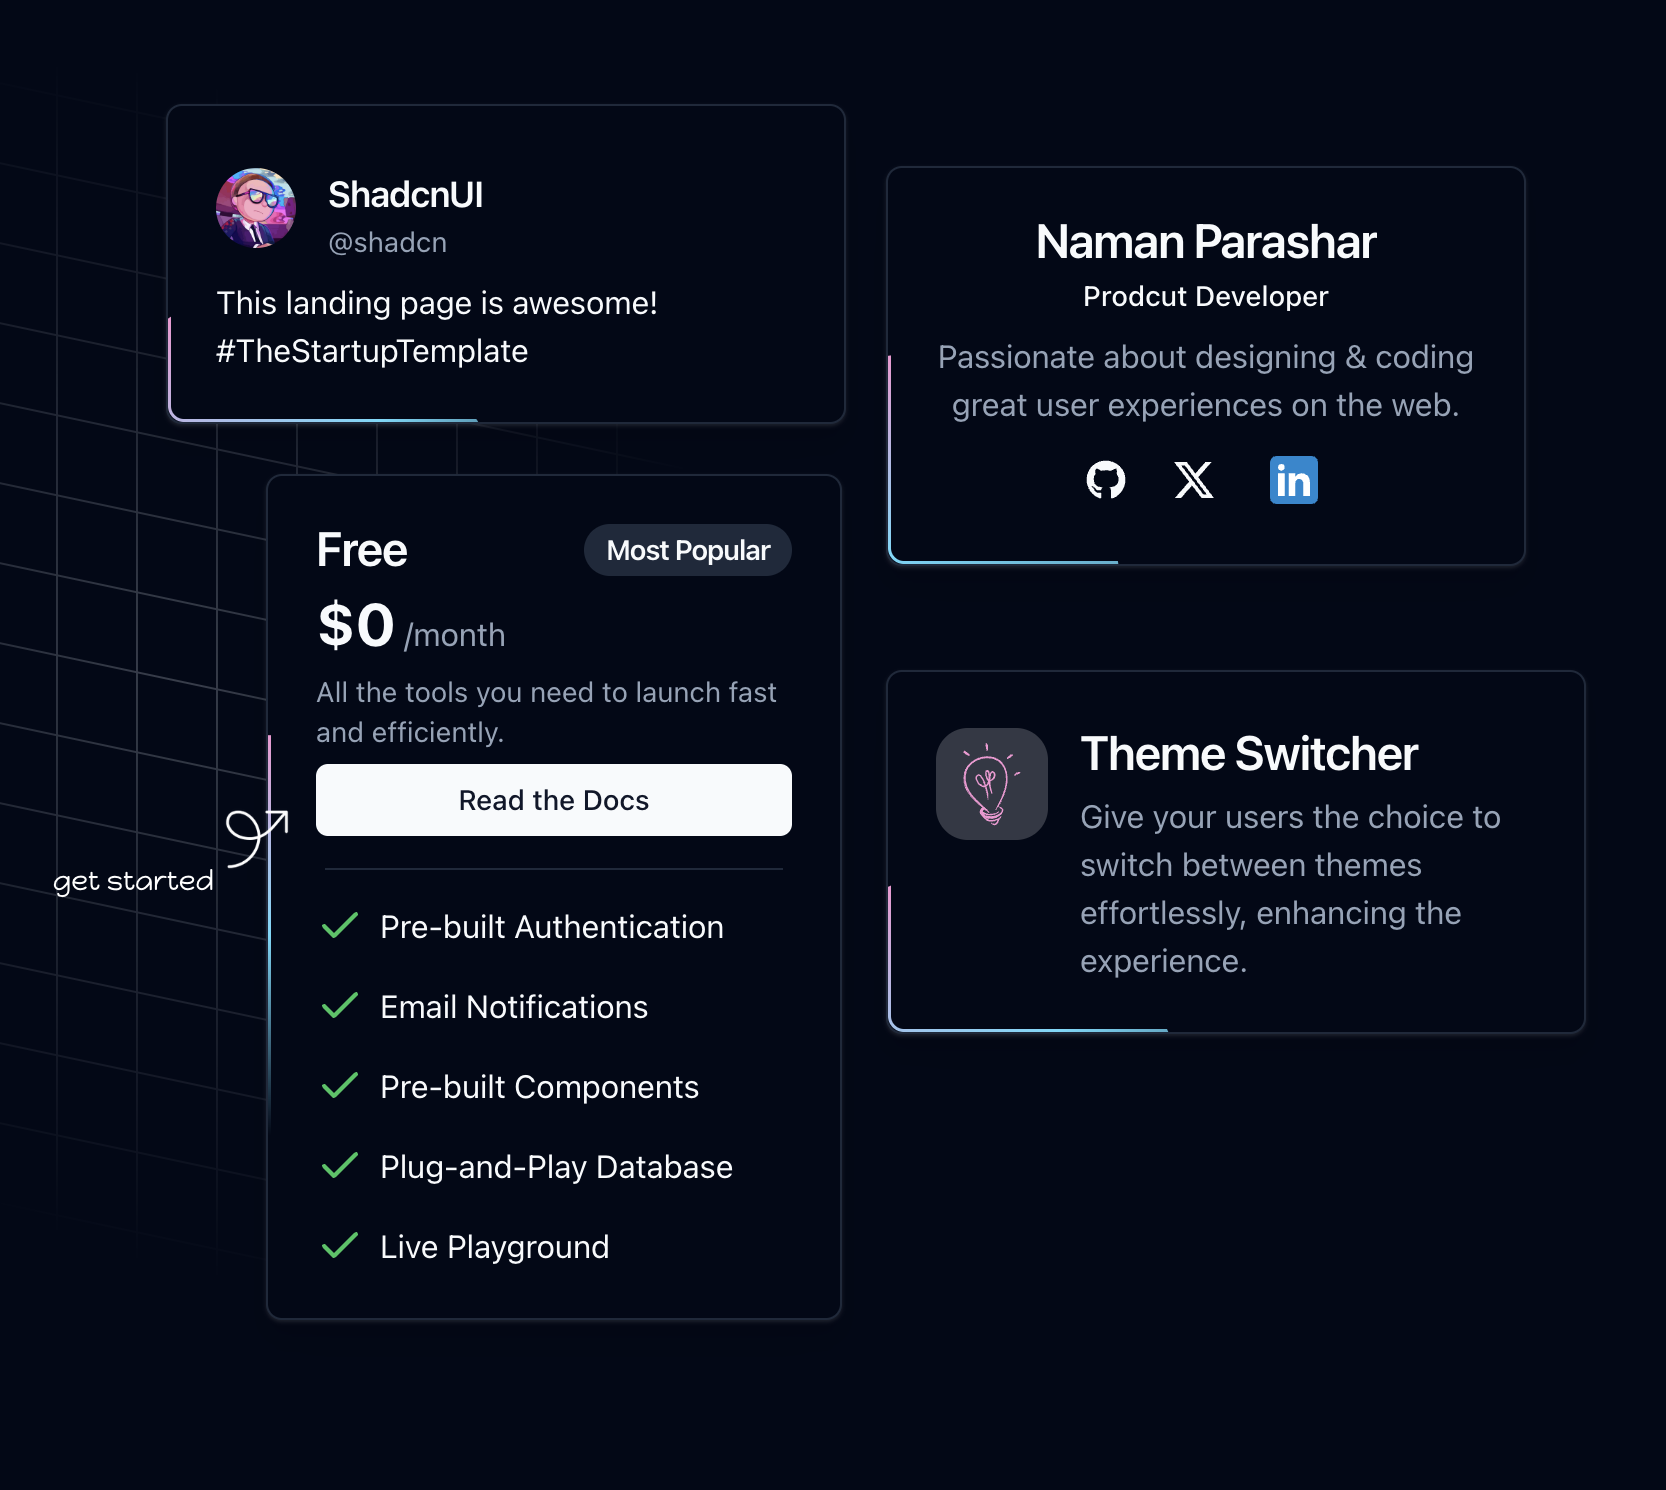 ShadcnUI
@shadcn
This landing page is awesome!
#TheStartupTemplate
Naman Parashar
Prodcut Developer
Passionate about designing & coding
great user experiences on the web.
in
Free
Most Popular
$0 /month
All the tools you need to launch fast
and efficiently.
Read the Docs
get started
Pre-built Authentication
Email Notifications
Pre-built Components
Plug-and-Play Database
Live Playground
Theme Switcher
Give your users the choice to
switch between themes
effortlessly, enhancing the
experience.